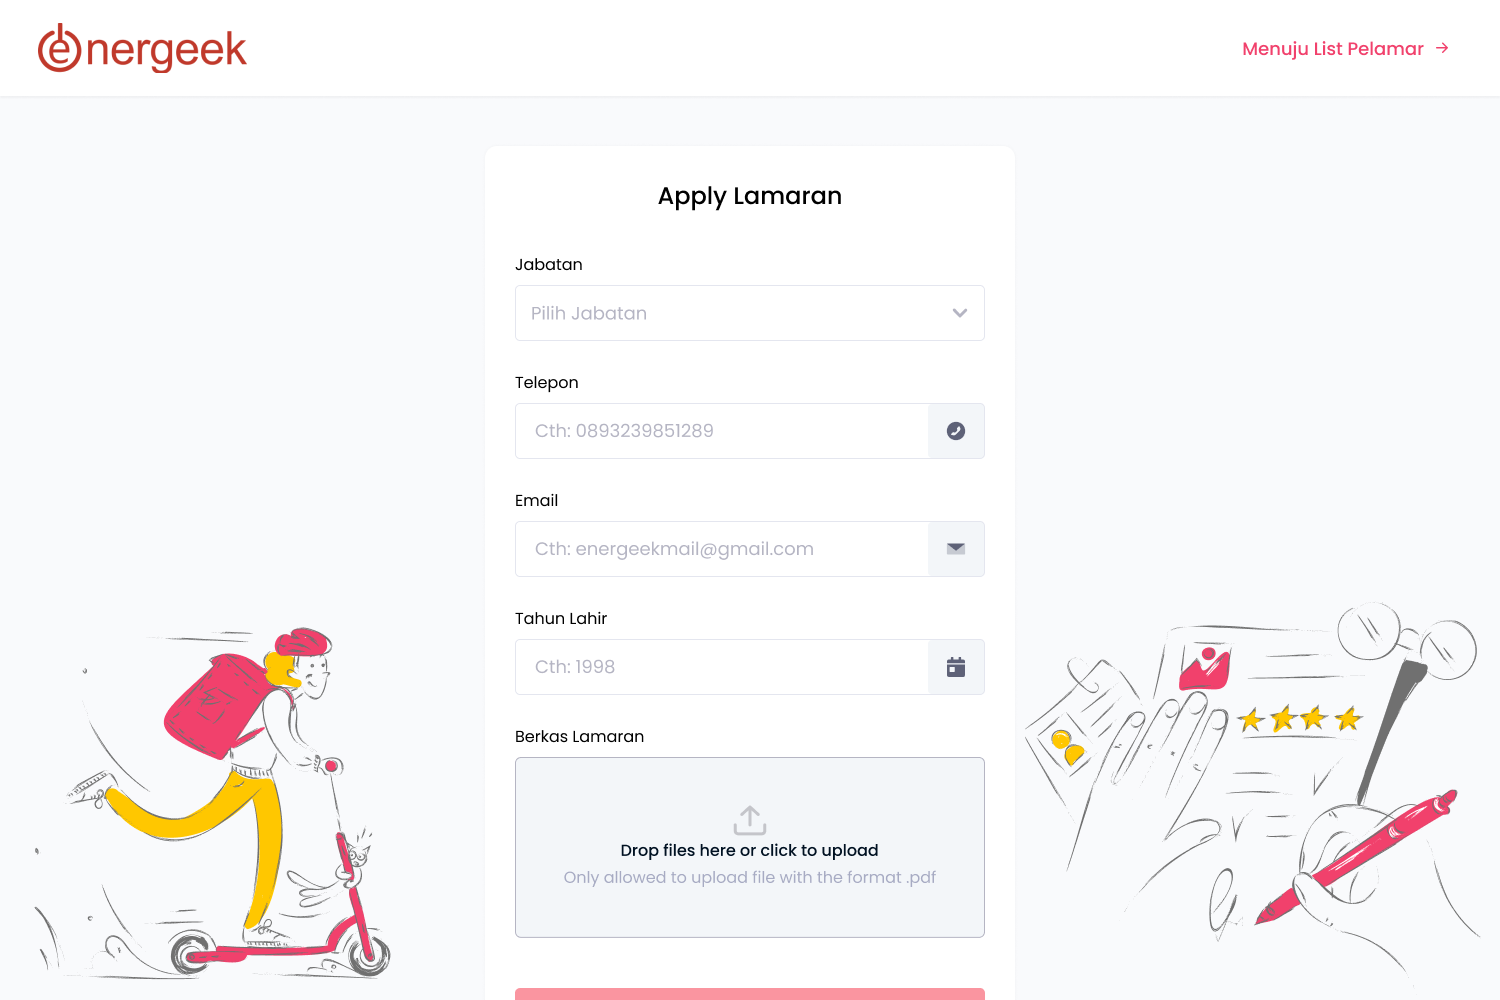 energeek
Menuju List Pelamar
Apply Lamaran
Jabatan
Pilih Jabatan
Telepon
Cth: 0893239851289
Email
Cth: energeekmail@gmail.com
Tahun Lahir
Cth: 1998
Berkas Lamaran
Drop files here or click to upload
Only allowed to upload file with the format .pdf